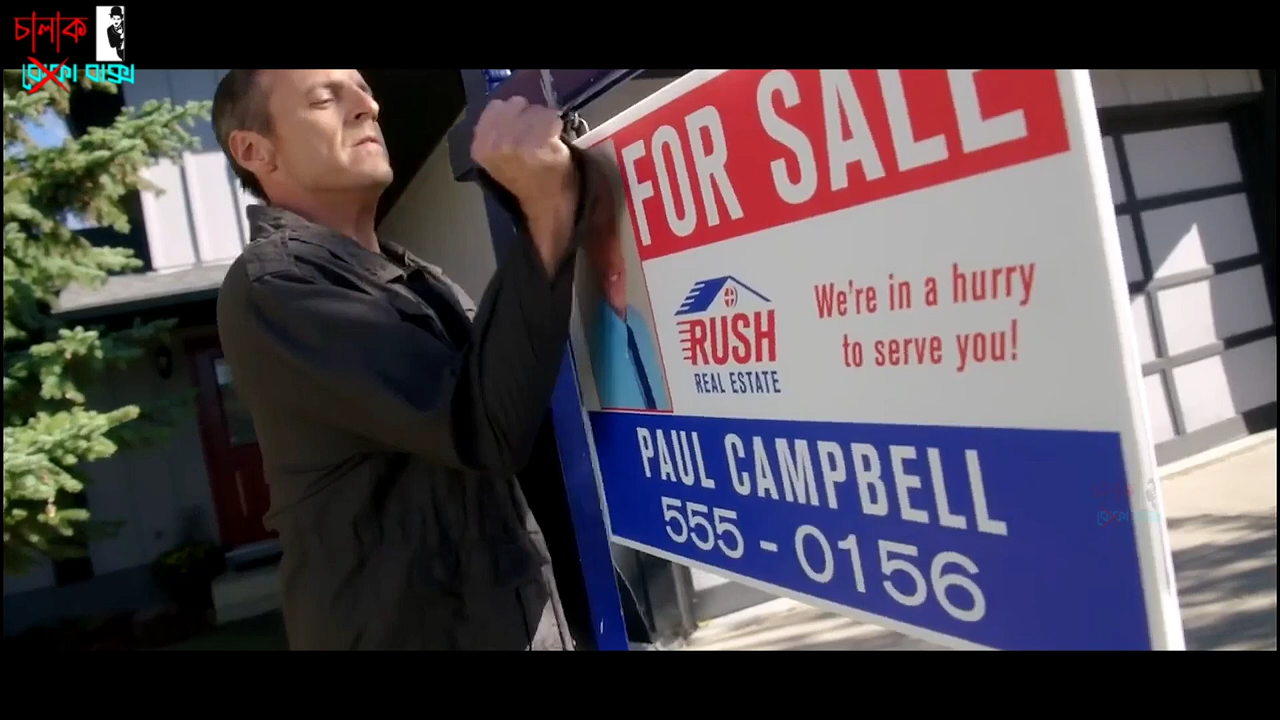 চালাক
বোকা বাক্স
FOR SALE
RUSH
REAL ESTATE
We're in a hurry
to serve you!
PAUL CAMPBELL
555 - 0156